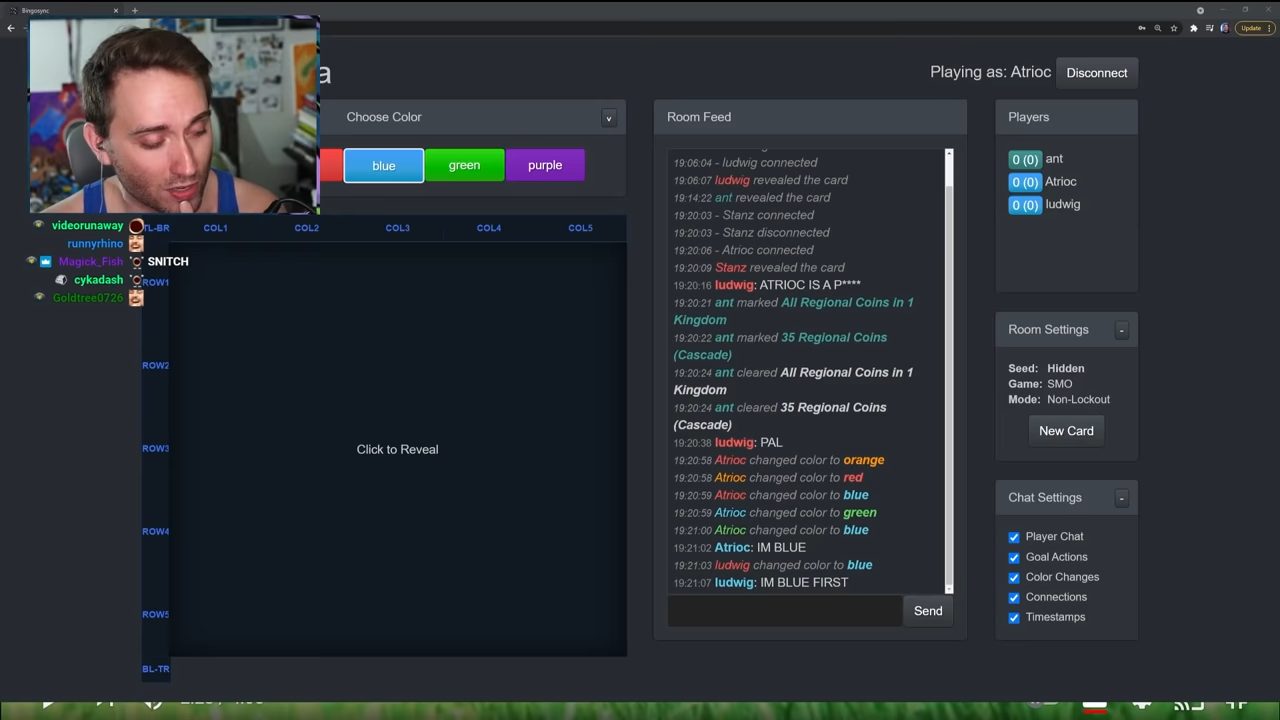 Bingosync
Update
a
Playing as: Atrioc
Disconnect
Choose Color
v
blue
green
purple
TL-BR
COL1
COL2
COL3
COL4
COL5
ROW1
ROW2
ROW3
ROW4
ROW5
BL-TR
Click to Reveal
videorunaway
runnyrhino
Magick_Fish
SNITCH
cykadash
Goldtree0726
Room Feed
19:06:04 - ludwig connected
19:06:07 ludwig revealed the card
19:14:22 ant revealed the card
19:20:03 - Stanz connected
19:20:03 - Stanz disconnected
19:20:06 - Atrioc connected
19:20:09 Stanz revealed the card
19:20:16 ludwig: ATRIOC IS A P****
19:20:21 ant marked All Regional Coins in 1
Kingdom
19:20:22 ant marked 35 Regional Coins
(Cascade)
19:20:24 ant cleared All Regional Coins in 1
Kingdom
19:20:24 ant cleared 35 Regional Coins
(Cascade)
19:20:38 ludwig: PAL
19:20:58 Atrioc changed color to orange
19:20:58 Atrioc changed color to red
19:20:59 Atrioc changed color to blue
19:20:59 Atrioc changed color to green
19:21:00 Atrioc changed color to blue
19:21:02 Atrioc: IM BLUE
19:21:03 ludwig changed color to blue
19:21:07 ludwig: IM BLUE FIRST
Send
Players
0 (0) ant
0 (0) Atrioc
0 (0) ludwig
Room Settings
-
Seed: Hidden
Game: SMO
Mode: Non-Lockout
New Card
Chat Settings
-
Player Chat
Goal Actions
Color Changes
Connections
Timestamps